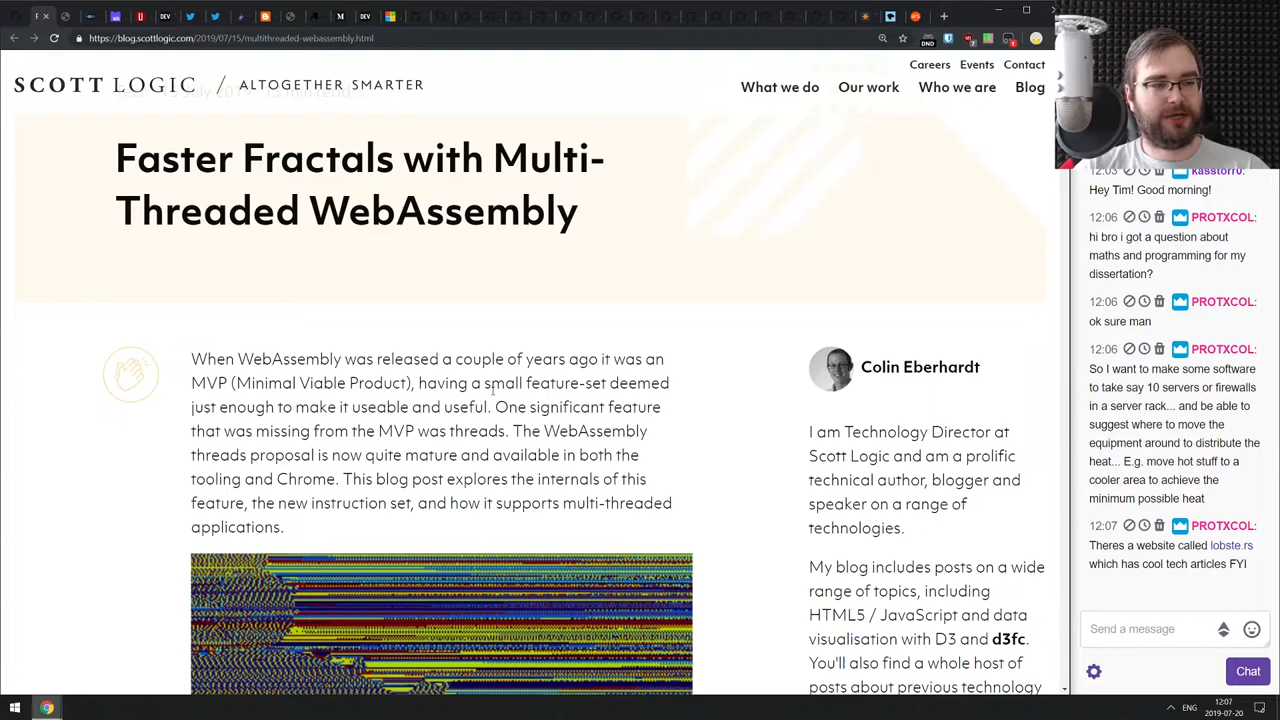 https://blog.scottlogic.com/2019/07/15/multithreaded-webassembly.html
SCOTT LOGIC / ALTOGETHER SMARTER
Careers Events Contact
What we do Our work Who we are Blog
Faster Fractals with Multi-
Threaded WebAssembly
When WebAssembly was released a couple of years ago it was an
MVP (Minimal Viable Product), having a small feature-set deemed
just enough to make it useable and useful. One significant feature
that was missing from the MVP was threads. The WebAssembly
threads proposal is now quite mature and available in both the
tooling and Chrome. This blog post explores the internals of this
feature, the new instruction set, and how it supports multi-threaded
applications.
Colin Eberhardt
I am Technology Director at
Scott Logic and am a prolific
technical author, blogger and
speaker on a range of
technologies.
My blog includes posts on a wide
range of topics, including
HTML5 / JavaScript and data
visualisation with D3 and d3fc.
You'll also find a whole host of
posts about previous technology
12:03 kasstorr0:
Hey Tim! Good morning!
12:06 PROTXCOL:
hi bro i got a question about
maths and programming for my
dissertation?
12:06 PROTXCOL:
ok sure man
12:06 PROTXCOL:
So I want to make some software
to take say 10 servers or firewalls
in a server rack... and be able to
suggest where to move the
equipment around to distribute the
heat... E.g. move hot stuff to a
cooler area to achieve the
minimum possible heat
12:07 PROTXCOL:
Theres a website called lobste.rs
which has cool tech articles FYI
Send a message
Chat
ENG
12:07
2019-07-20